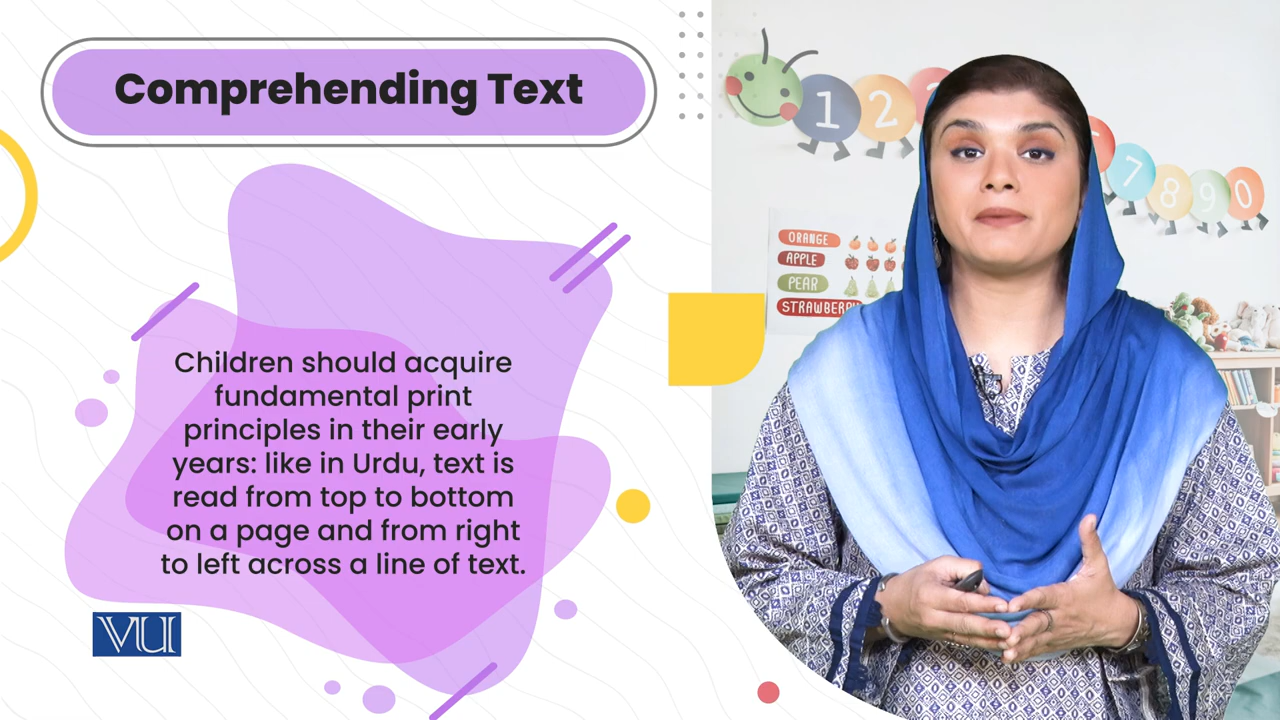 Comprehending Text
Children should acquire
fundamental print
principles in their early
years: like in Urdu, text is
read from top to bottom
on a page and from right
to left across a line of text.
VU
1 2
7 8 9 0
ORANGE
APPLE
PEAR
STRAWBERRY